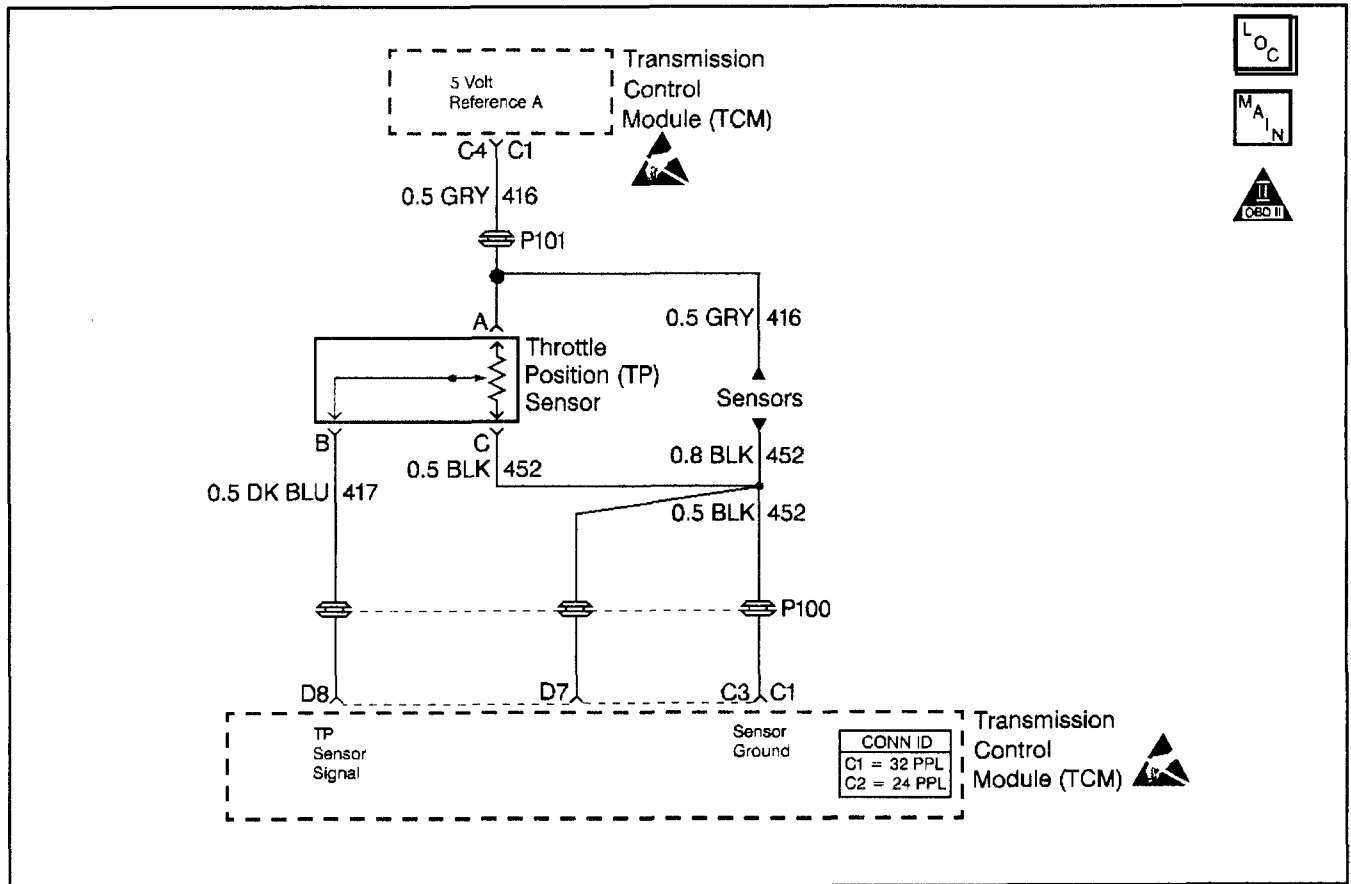 LOC
5 Volt
Reference A
Transmission
Control
Module (TCM)
MAIN
C4 C1
0.5 GRY 416
II
OBD II
P101
A
0.5 GRY 416
Throttle
Position (TP)
Sensor
Sensors
B
C
0.8 BLK 452
0.5 BLK 452
0.5 DK BLU 417
0.5 BLK 452
P100
D8
D7
C3 C1
TP
Sensor
Signal
Sensor
Ground
CONN ID
C1 = 32 PPL
C2 = 24 PPL
Transmission
Control
Module (TCM)